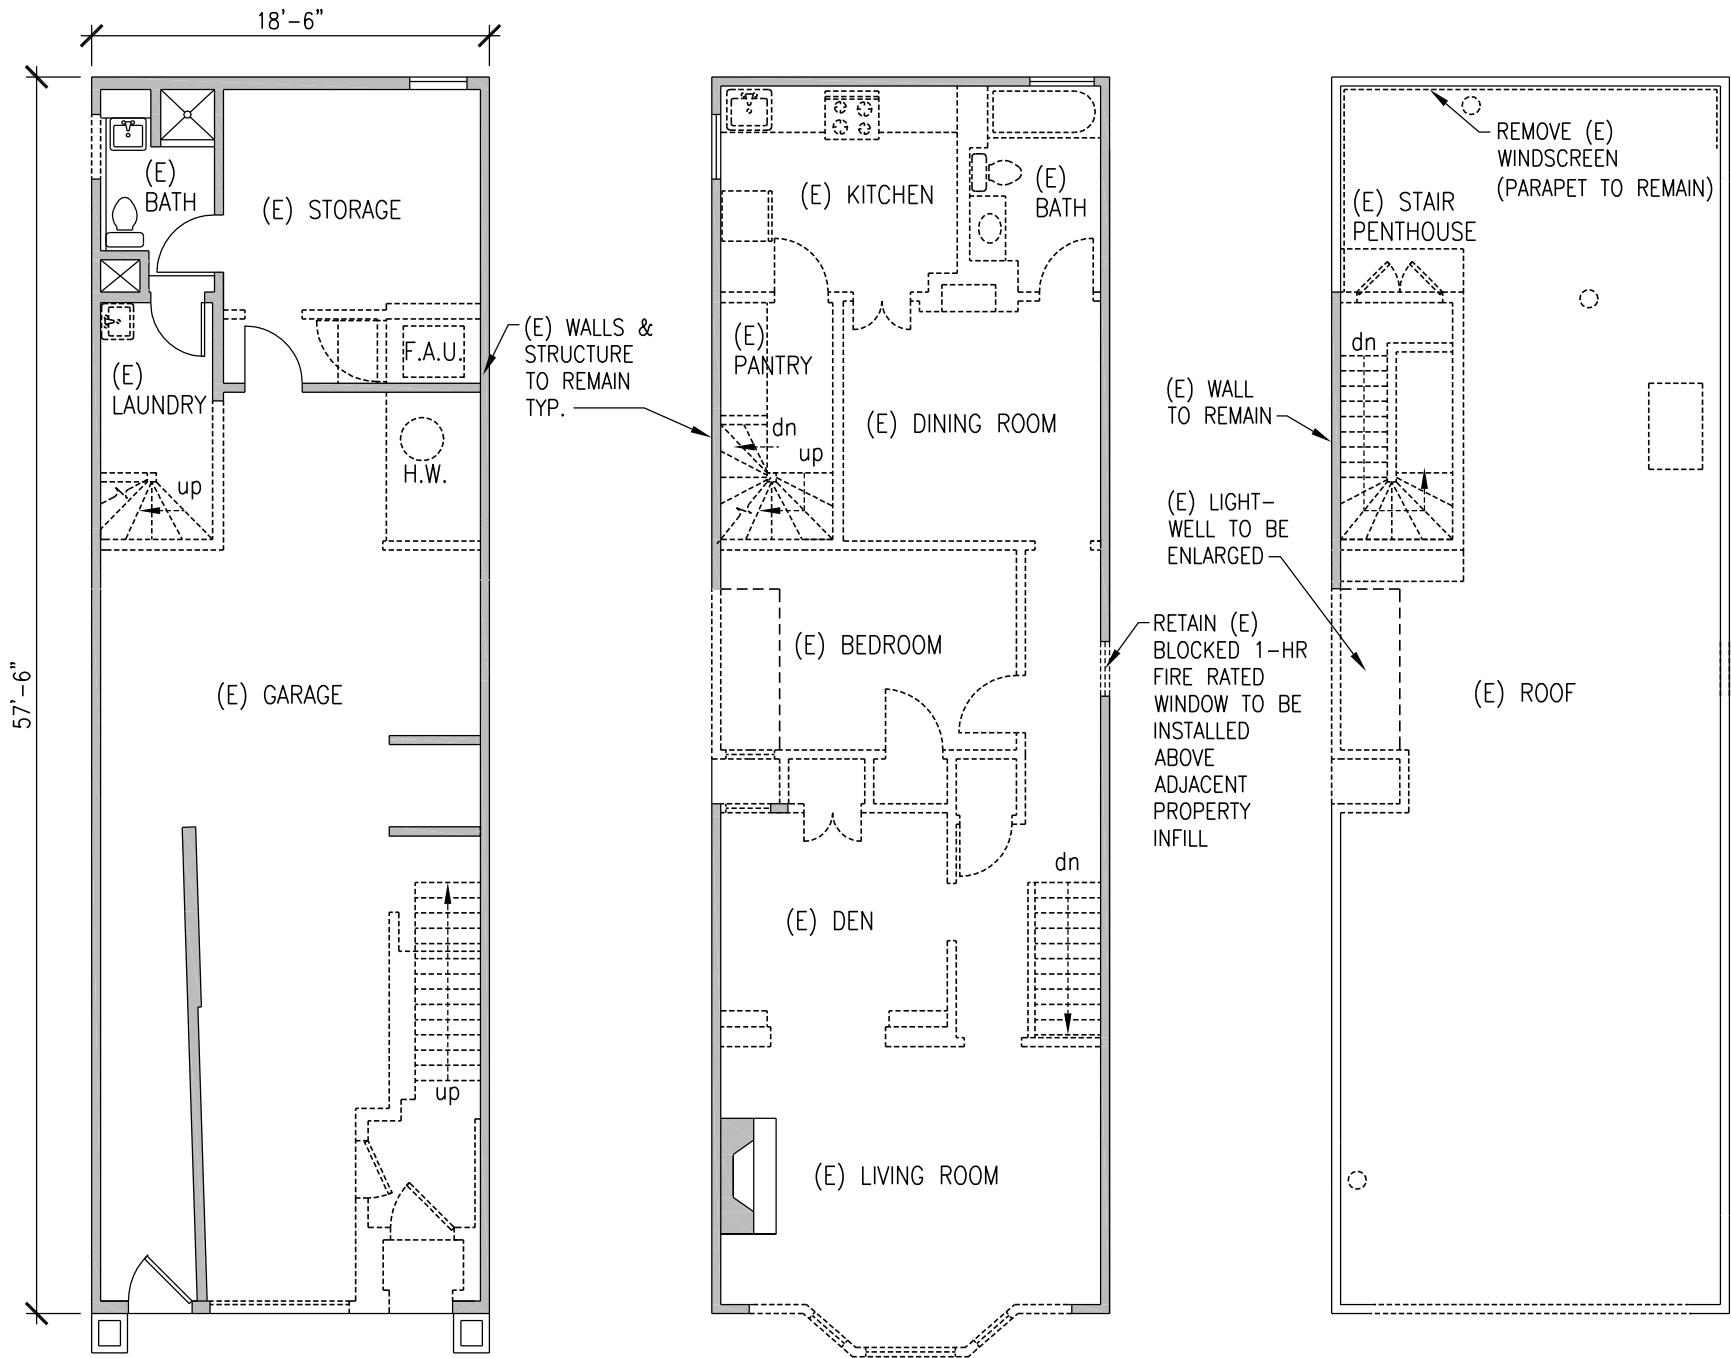 18'-6"
57'-6"
(E)
BATH
(E) STORAGE
F.A.U.
(E)
LAUNDRY
H.W.
up
(E) GARAGE
up
(E) WALLS &
STRUCTURE
TO REMAIN
TYP.
(E) KITCHEN
(E)
BATH
(E)
PANTRY
dn
up
(E) DINING ROOM
(E) BEDROOM
(E) DEN
dn
(E) LIVING ROOM
RETAIN (E)
BLOCKED 1-HR
FIRE RATED
WINDOW TO BE
INSTALLED
ABOVE
ADJACENT
PROPERTY
INFILL
REMOVE (E)
WINDSCREEN
(PARAPET TO REMAIN)
(E) STAIR
PENTHOUSE
dn
(E) WALL
TO REMAIN
(E) LIGHT-
WELL TO BE
ENLARGED
(E) ROOF